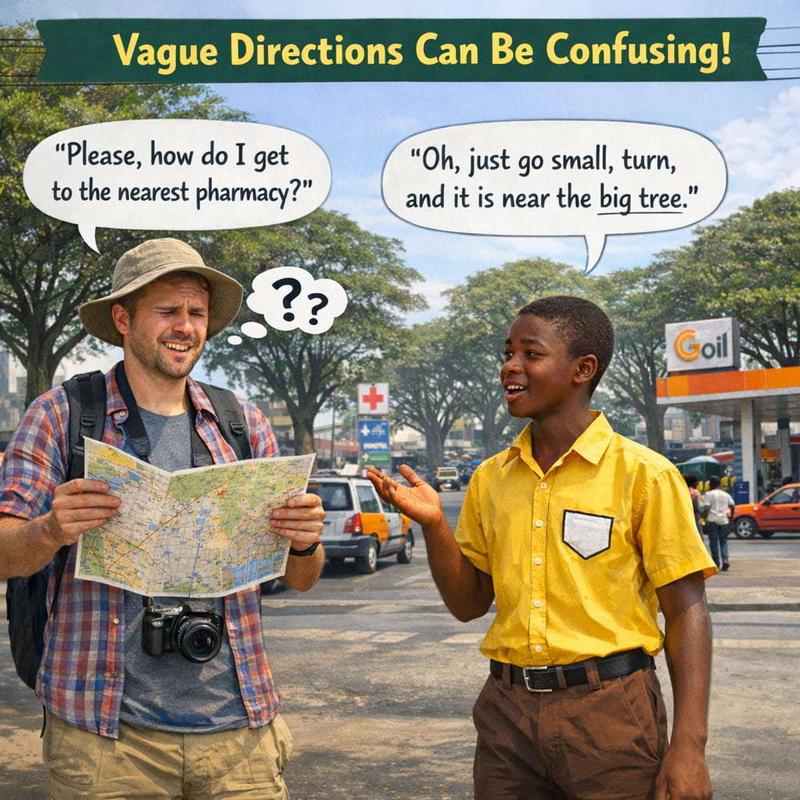 Vague Directions Can Be Confusing!
“Please, how do I get
to the nearest pharmacy?”
“Oh, just go small, turn,
and it is near the big tree.”
??
Goil